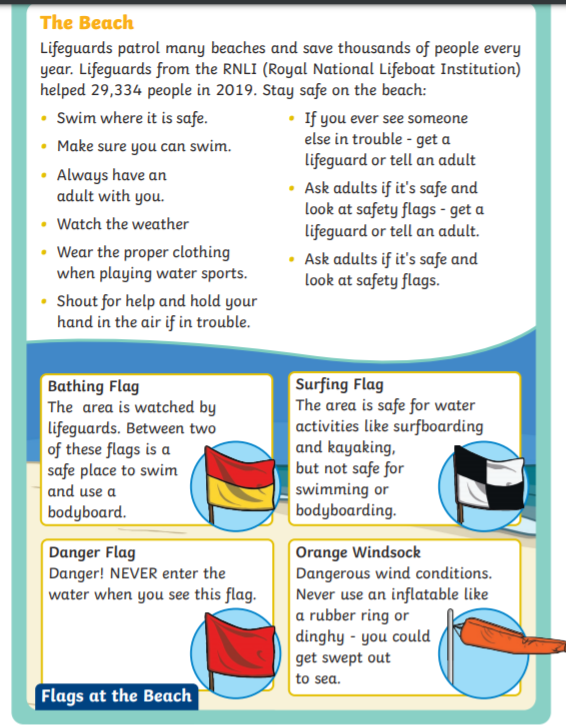 The Beach
Lifeguards patrol many beaches and save thousands of people every
year. Lifeguards from the RNLI (Royal National Lifeboat Institution)
helped 29,334 people in 2019. Stay safe on the beach:
• Swim where it is safe.
• Make sure you can swim.
• Always have an
adult with you.
• Watch the weather
• Wear the proper clothing
when playing water sports.
• Shout for help and hold your
hand in the air if in trouble.
• If you ever see someone
else in trouble - get a
lifeguard or tell an adult
• Ask adults if it's safe and
look at safety flags - get a
lifeguard or tell an adult.
• Ask adults if it's safe and
look at safety flags.
Bathing Flag
The area is watched by
lifeguards. Between two
of these flags is a
safe place to swim
and use a
bodyboard.
Surfing Flag
The area is safe for water
activities like surfboarding
and kayaking,
but not safe for
swimming or
bodyboarding.
Danger Flag
Danger! NEVER enter the
water when you see this flag.
Orange Windsock
Dangerous wind conditions.
Never use an inflatable like
a rubber ring or
dinghy - you could
get swept out
to sea.
Flags at the Beach